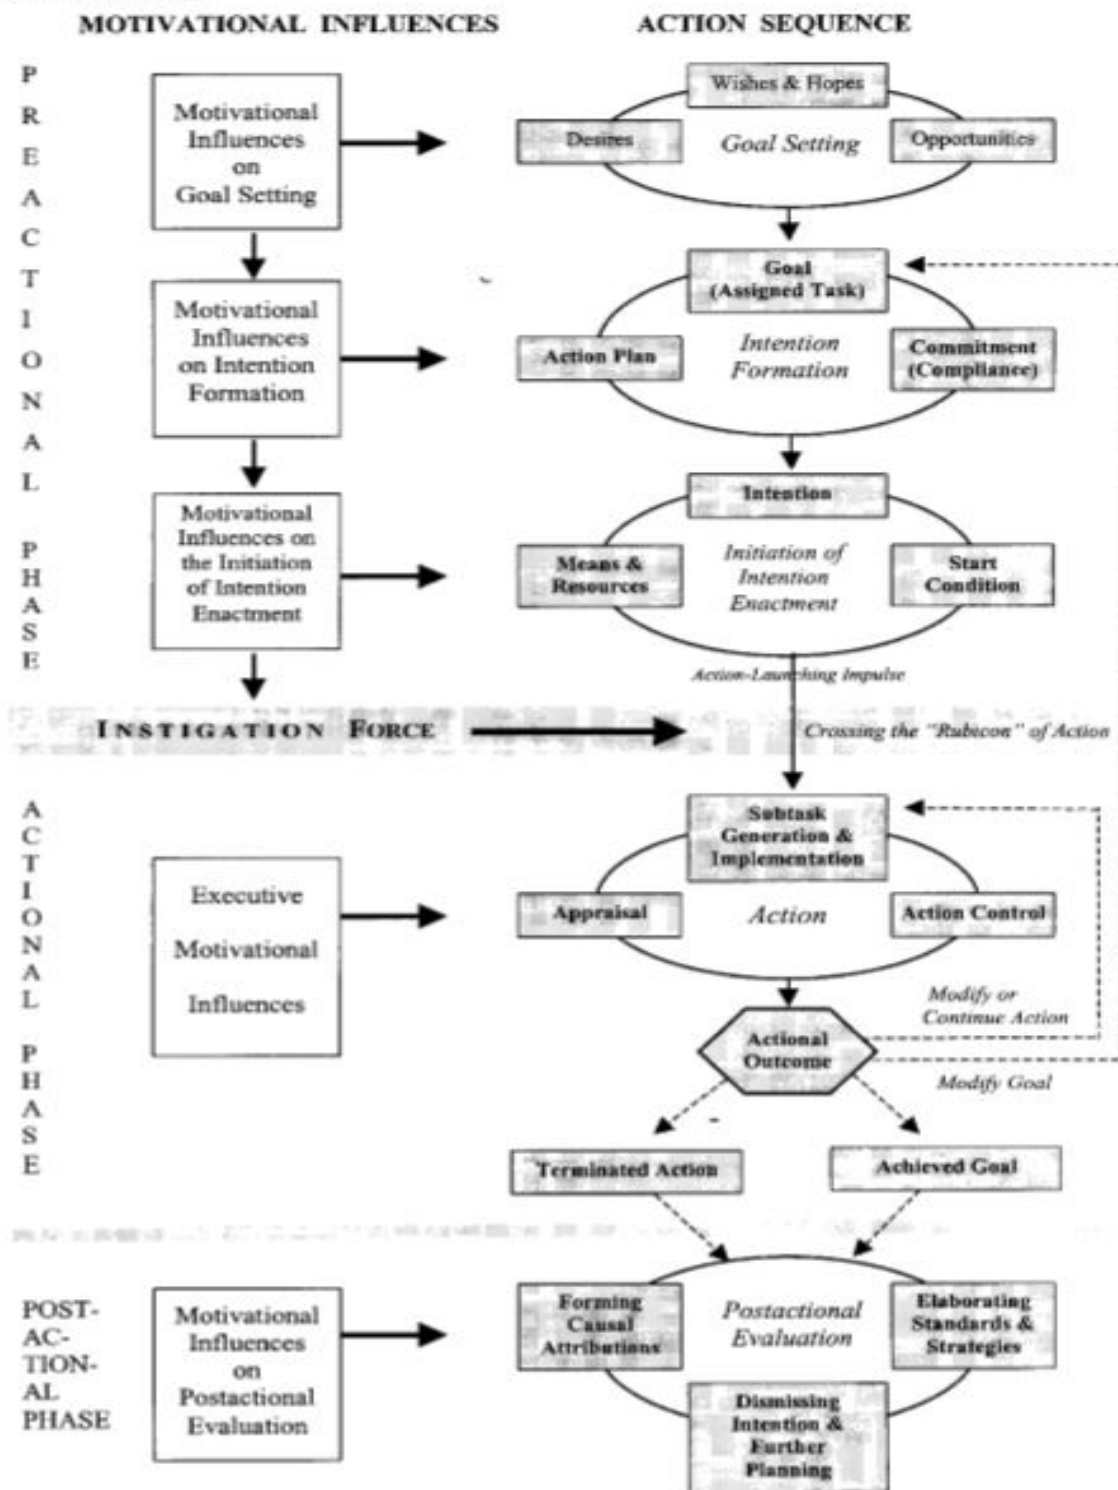 MOTIVATIONAL INFLUENCES
ACTION SEQUENCE
PREACTIONAL PHASE
Motivational
Influences
on
Goal Setting
Wishes & Hopes
Desires
Goal Setting
Opportunities
Motivational
Influences
on Intention
Formation
Goal
(Assigned Task)
Action Plan
Intention
Formation
Commitment
(Compliance)
Motivational
Influences on
the Initiation
of Intention
Enactment
Intention
Means &
Resources
Initiation of
Intention
Enactment
Start
Condition
Action-Launching Impulse
INSTIGATION FORCE
Crossing the "Rubicon" of Action
ACTIONAL PHASE
Executive
Motivational
Influences
Subtask
Generation &
Implementation
Appraisal
Action
Action Control
Modify or
Continue Action
Actional
Outcome
Modify Goal
Terminated Action
Achieved Goal
POST-
AC-
TION-
AL
PHASE
Motivational
Influences
on
Postactional
Evaluation
Forming
Causal
Attributions
Postactional
Evaluation
Elaborating
Standards &
Strategies
Dismissing
Intention &
Further
Planning